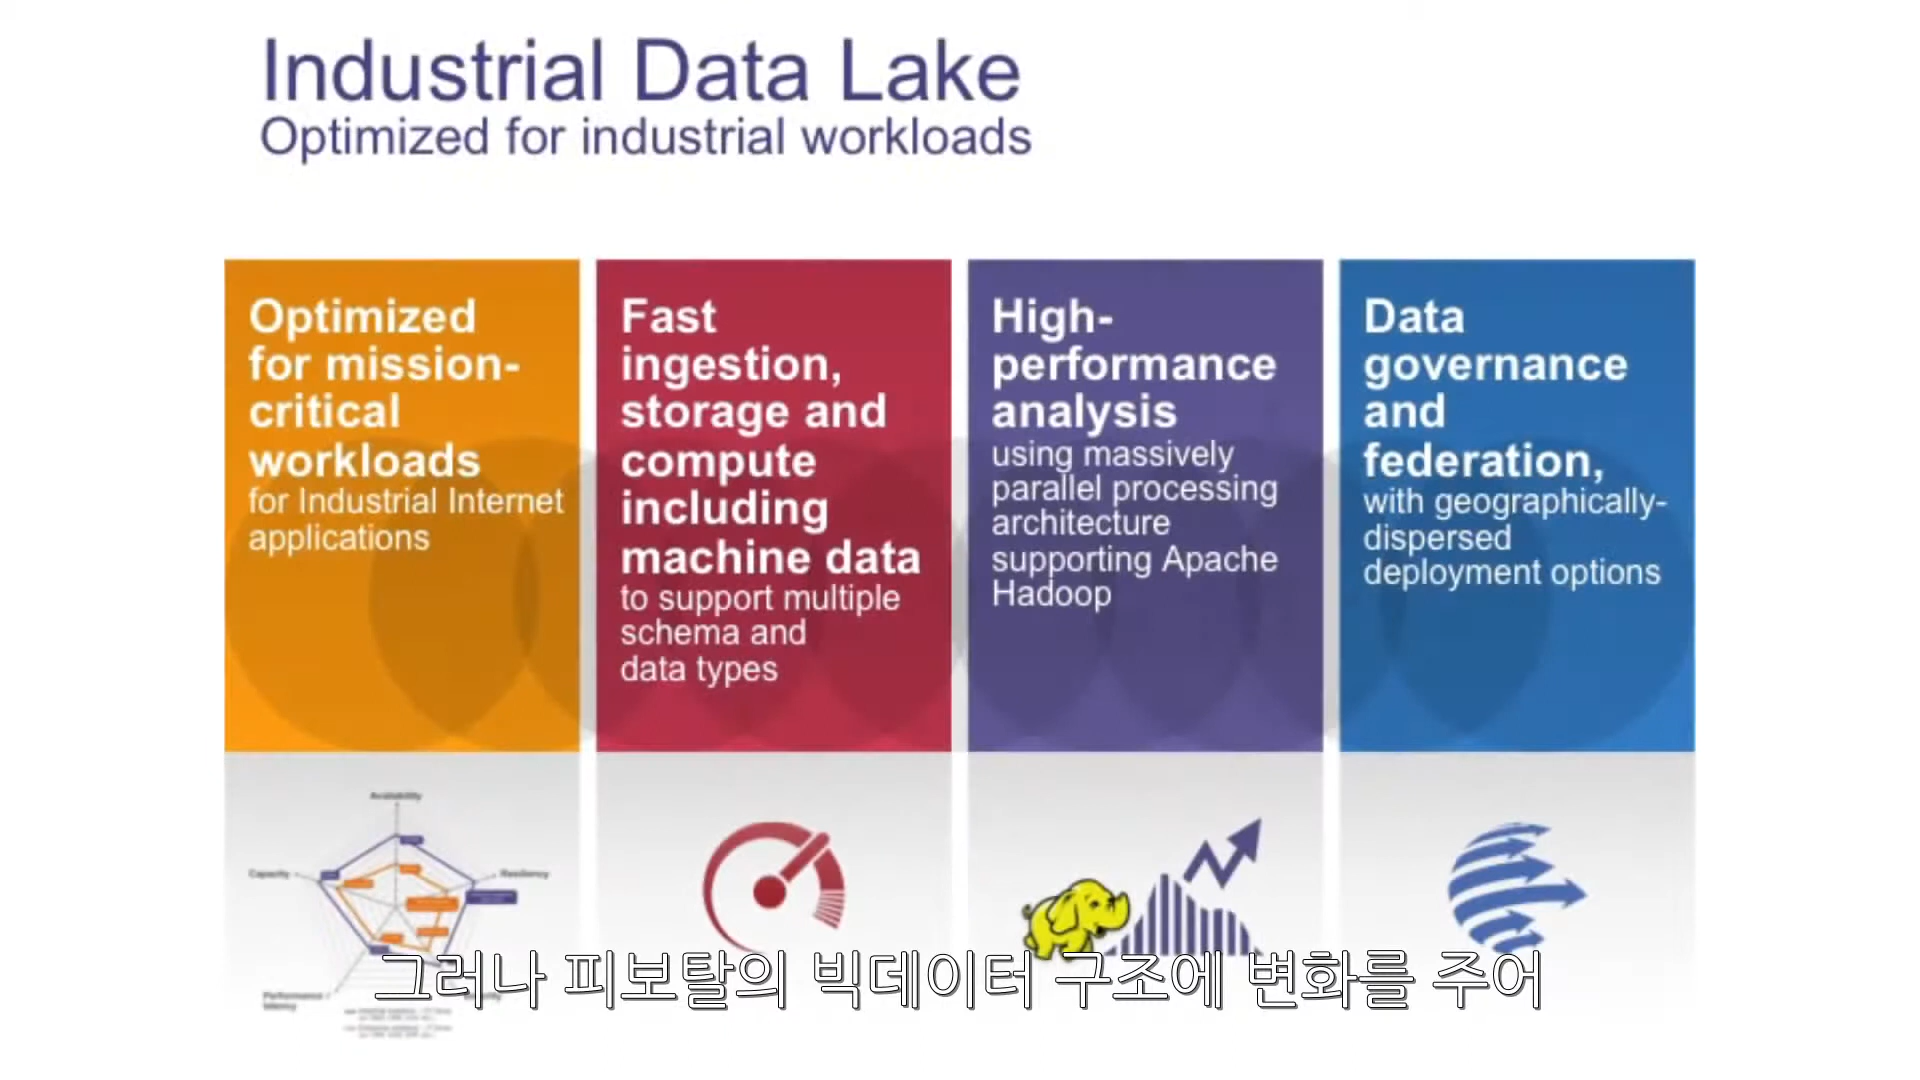 Industrial Data Lake
Optimized for industrial workloads
Optimized
for mission-
critical
workloads
for Industrial Internet
applications
Fast
ingestion,
storage and
compute
including
machine data
to support multiple
schema and
data types
High-
performance
analysis
using massively
parallel processing
architecture
supporting Apache
Hadoop
Data
governance
and
federation,
with geographically-
dispersed
deployment options
Availability
Capacity
Resiliency
Performance /
latency
그러나 피보탈의 빅데이터 구조에 변화를 주어